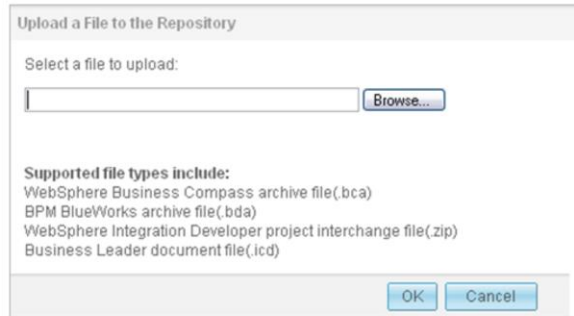 Upload a File to the Repository
Select a file to upload:
Browse...
Supported file types include:
WebSphere Business Compass archive file(.bca)
BPM BlueWorks archive file(.bda)
WebSphere Integration Developer project interchange file(.zip)
Business Leader document file(.icd)
OK Cancel